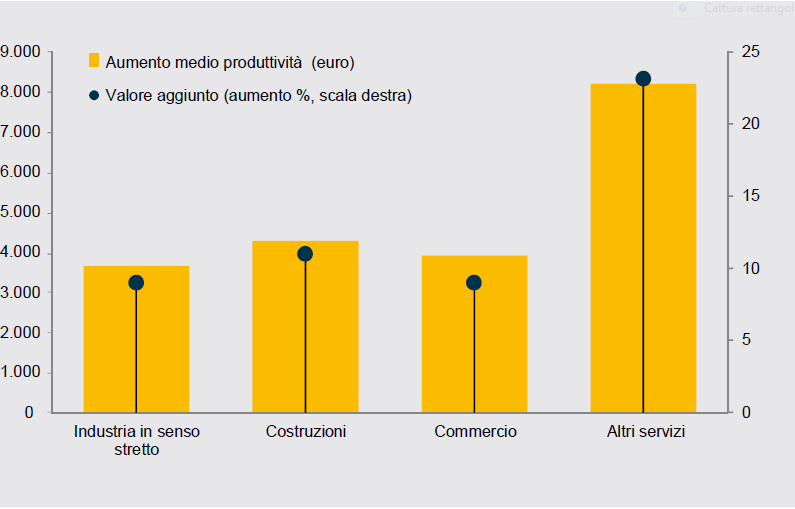 Cattura rettangol
9.000
8.000
7.000
6.000
5.000
4.000
3.000
2.000
1.000
0
Aumento medio produttività (euro)
Valore aggiunto (aumento %, scala destra)
25
20
15
10
5
0
Industria in senso
stretto
Costruzioni
Commercio
Altri servizi